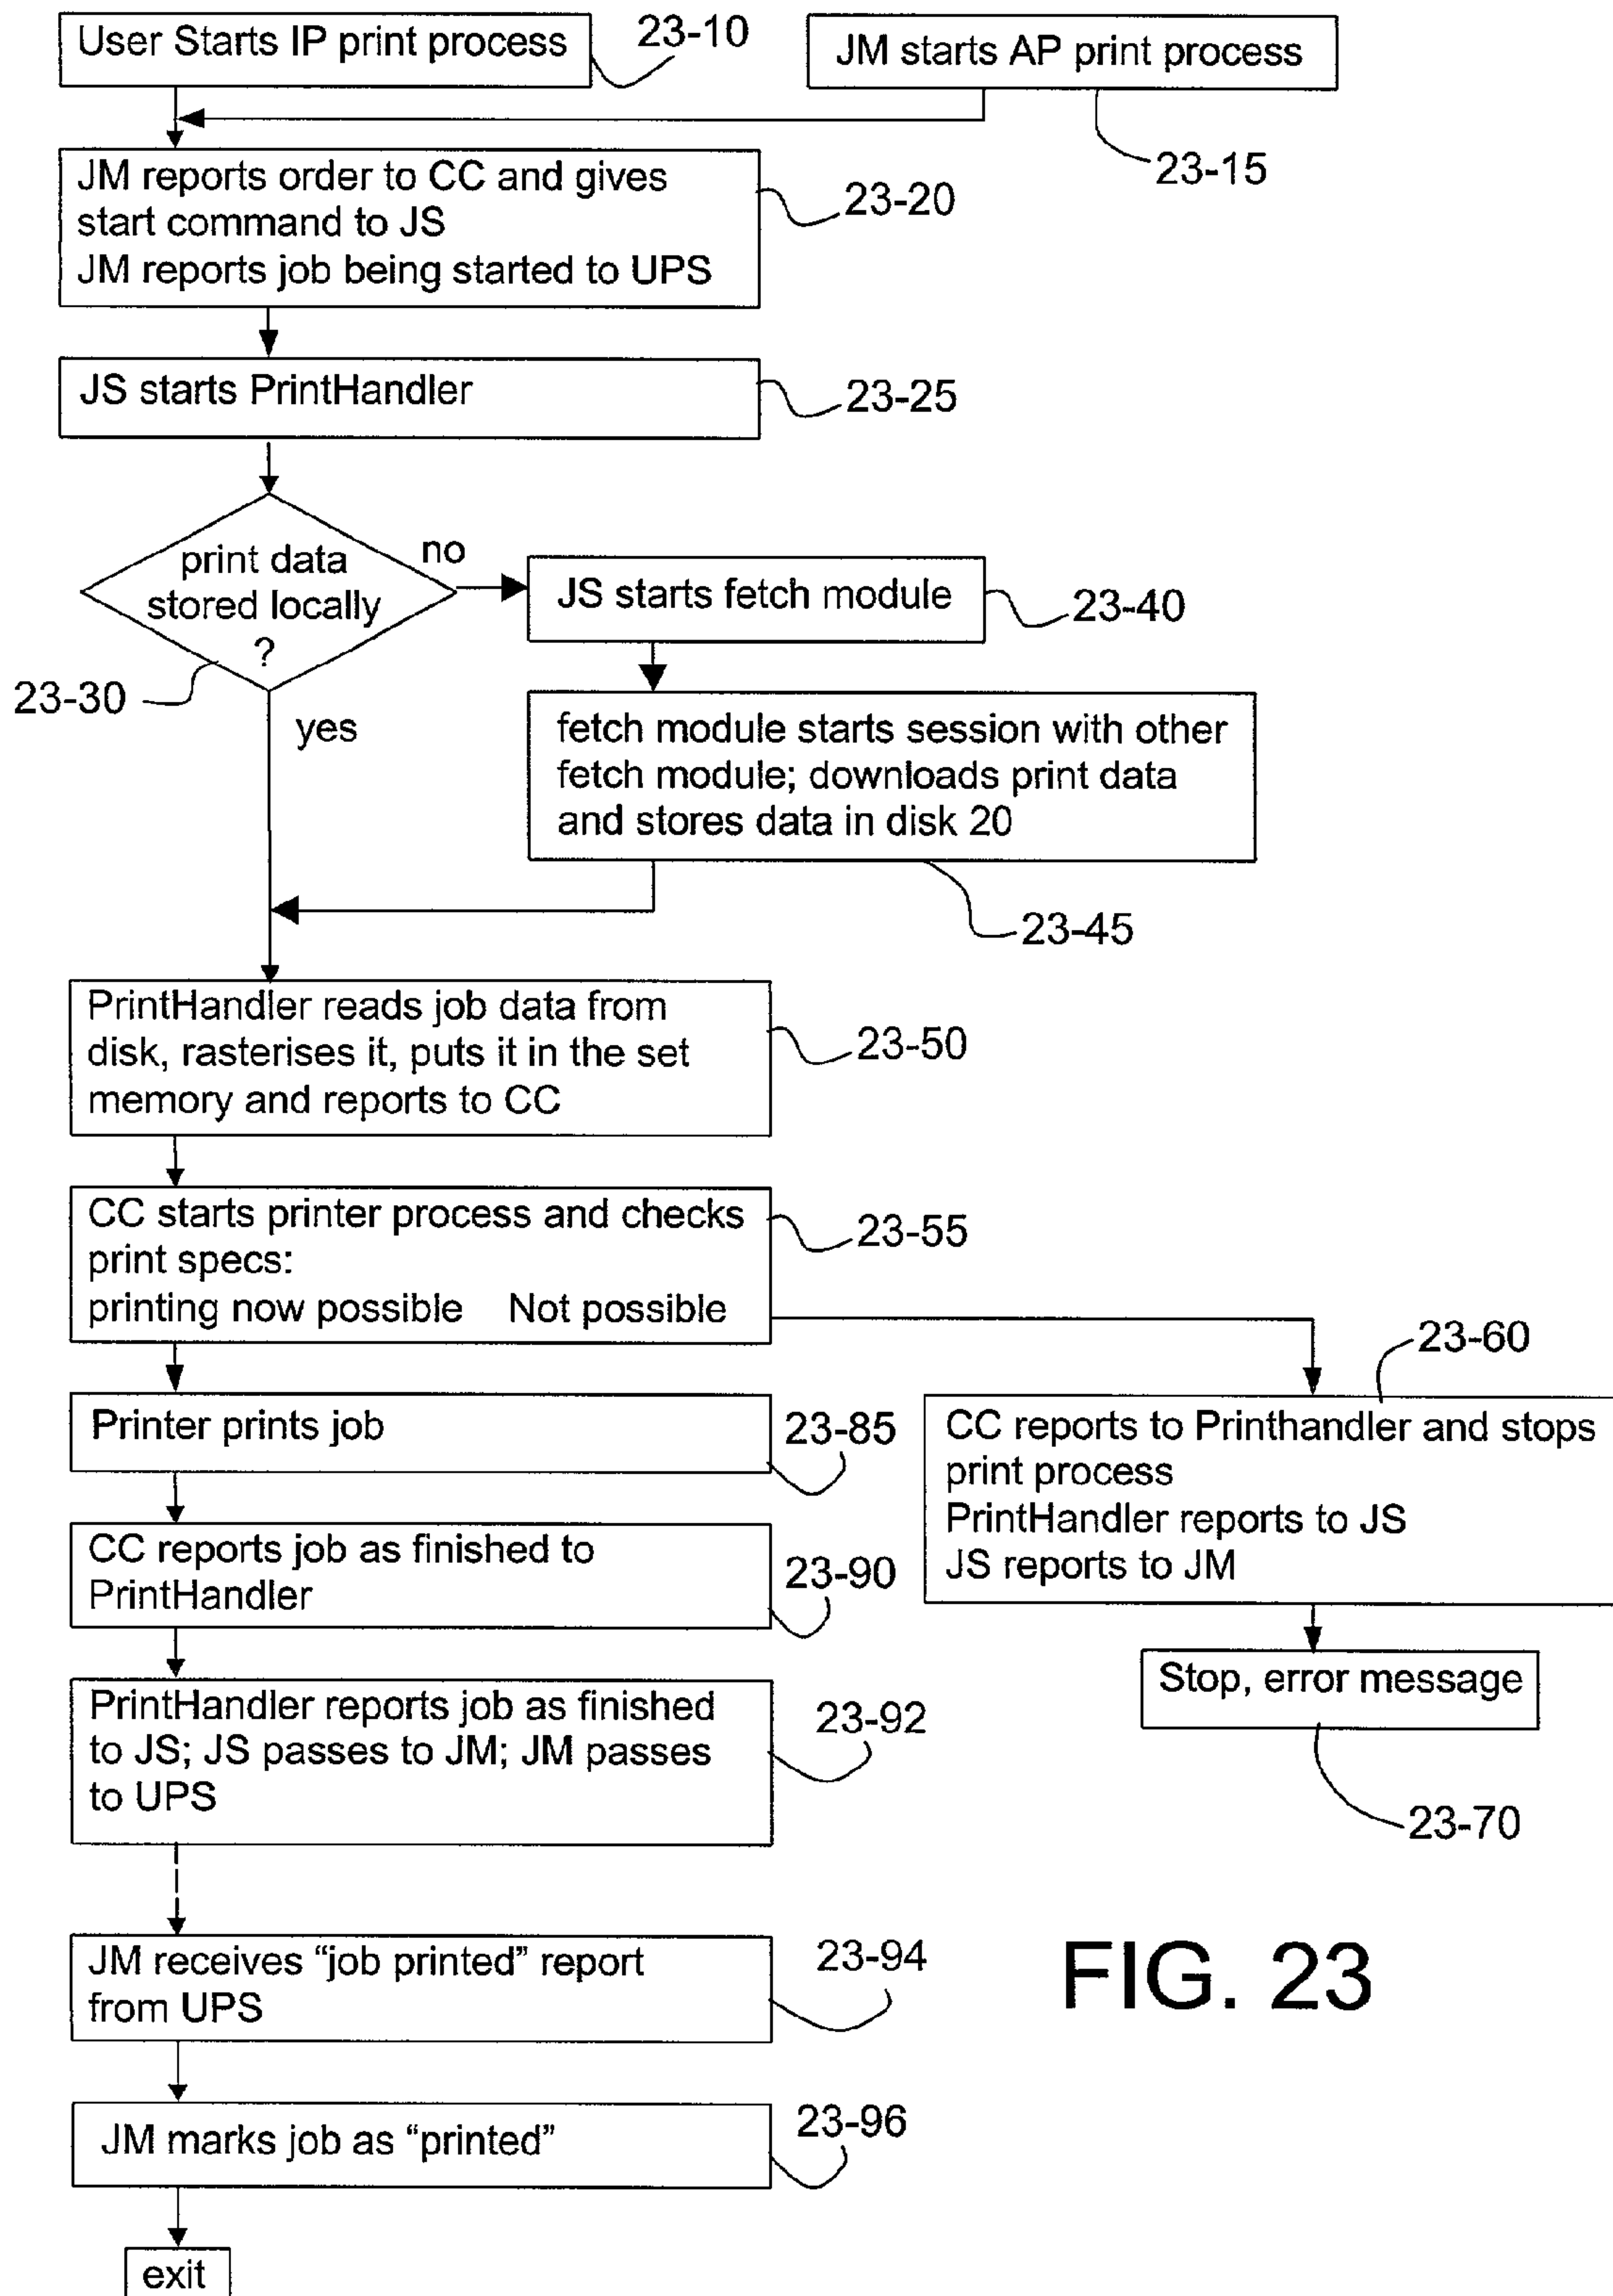 User Starts IP print process
23-10
JM starts AP print process
23-15
JM reports order to CC and gives
start command to JS
JM reports job being started to UPS
23-20
JS starts PrintHandler
23-25
print data
stored locally
?
no
23-30
yes
JS starts fetch module
23-40
fetch module starts session with other
fetch module; downloads print data
and stores data in disk 20
23-45
PrintHandler reads job data from
disk, rasterises it, puts it in the set
memory and reports to CC
23-50
CC starts printer process and checks
print specs:
printing now possible Not possible
23-55
23-60
Printer prints job
23-85
CC reports to Printhandler and stops
print process
PrintHandler reports to JS
JS reports to JM
CC reports job as finished to
PrintHandler
23-90
Stop, error message
23-70
PrintHandler reports job as finished
to JS; JS passes to JM; JM passes
to UPS
23-92
JM receives “job printed” report
from UPS
23-94
FIG. 23
JM marks job as “printed”
23-96
exit